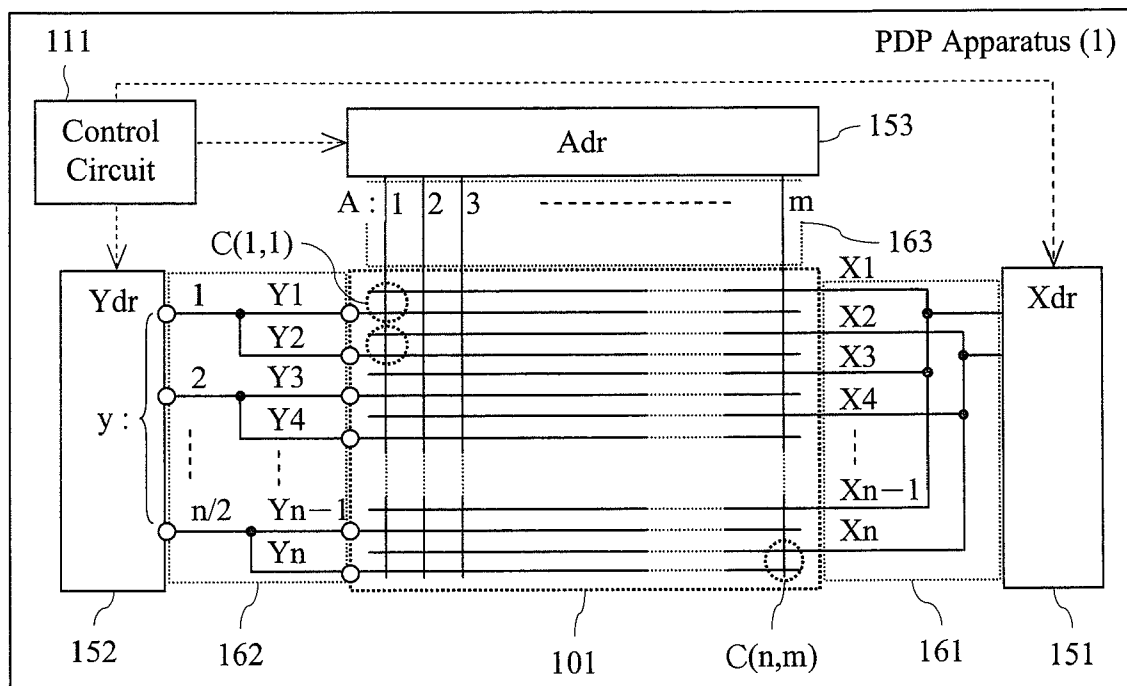 111
PDP Apparatus (1)
Control
Circuit
Adr
153
A : 1 2 3 m
163
C(1,1)
Ydr
Xdr
1
Y1
X1
Y2
X2
2
Y3
X3
y :
Y4
X4
n/2
Yn−1
Xn−1
Yn
Xn
152
162
101
C(n,m)
161
151